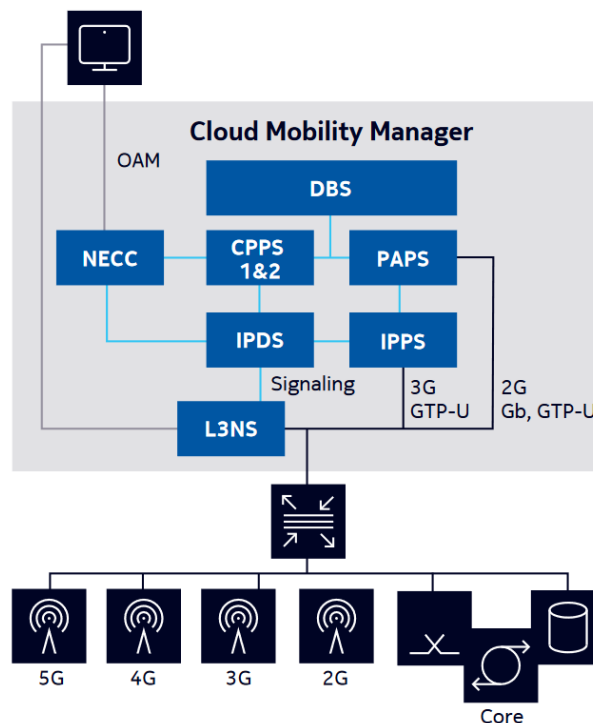 Cloud Mobility Manager
OAM
DBS
NECC
CPPS
1&2
PAPS
IPDS
IPPS
Signaling
3G
GTP-U
2G
Gb, GTP-U
L3NS
5G
4G
3G
2G
Core